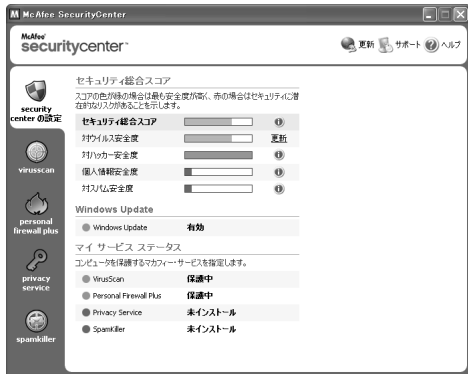 McAfee SecurityCenter
McAfee
securitycenter
更新 サポート ヘルプ
security center の設定
virusscan
personal firewall plus
privacy service
spamkiller
セキュリティ総合スコア
スコアの色が緑の場合は最も安全度が高く、赤の場合はセキュリティに潜
在的なリスクがあることを示します。
セキュリティ総合スコア
対ウイルス安全度 更新
対ハッカー安全度
個人情報安全度
対スパム安全度
Windows Update
Windows Update 有効
マイ サービス ステータス
コンピュータを保護するマカフィー・サービスを指定します。
VirusScan 保護中
Personal Firewall Plus 保護中
Privacy Service 未インストール
SpamKiller 未インストール